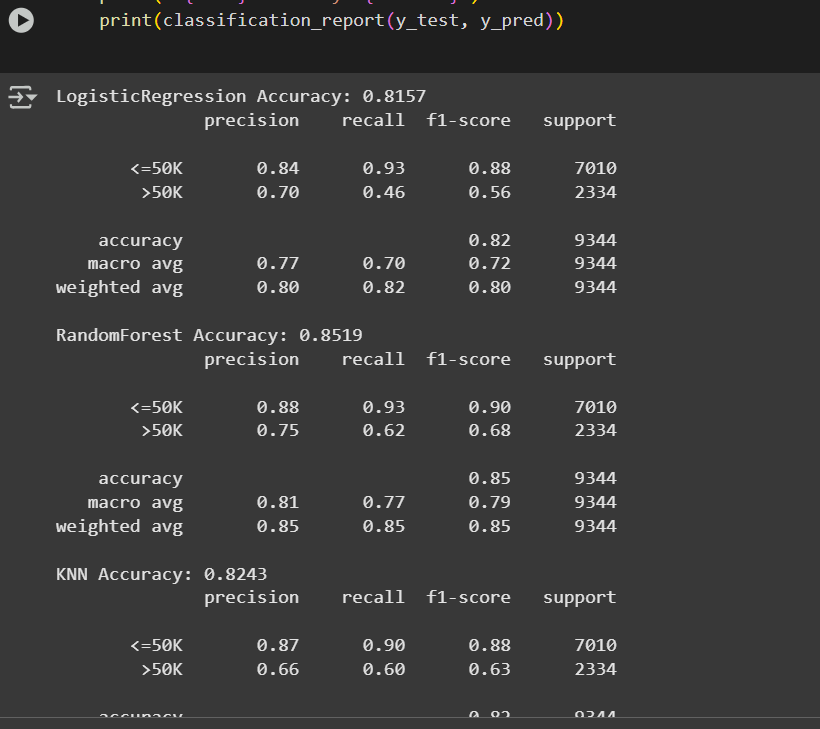 print(classification_report(y_test, y_pred))
LogisticRegression Accuracy: 0.8157
precision recall f1-score support
<=50K 0.84 0.93 0.88 7010
>50K 0.70 0.46 0.56 2334
accuracy 0.82 9344
macro avg 0.77 0.70 0.72 9344
weighted avg 0.80 0.82 0.80 9344
RandomForest Accuracy: 0.8519
precision recall f1-score support
<=50K 0.88 0.93 0.90 7010
>50K 0.75 0.62 0.68 2334
accuracy 0.85 9344
macro avg 0.81 0.77 0.79 9344
weighted avg 0.85 0.85 0.85 9344
KNN Accuracy: 0.8243
precision recall f1-score support
<=50K 0.87 0.90 0.88 7010
>50K 0.66 0.60 0.63 2334
accuracy 0.82 9344